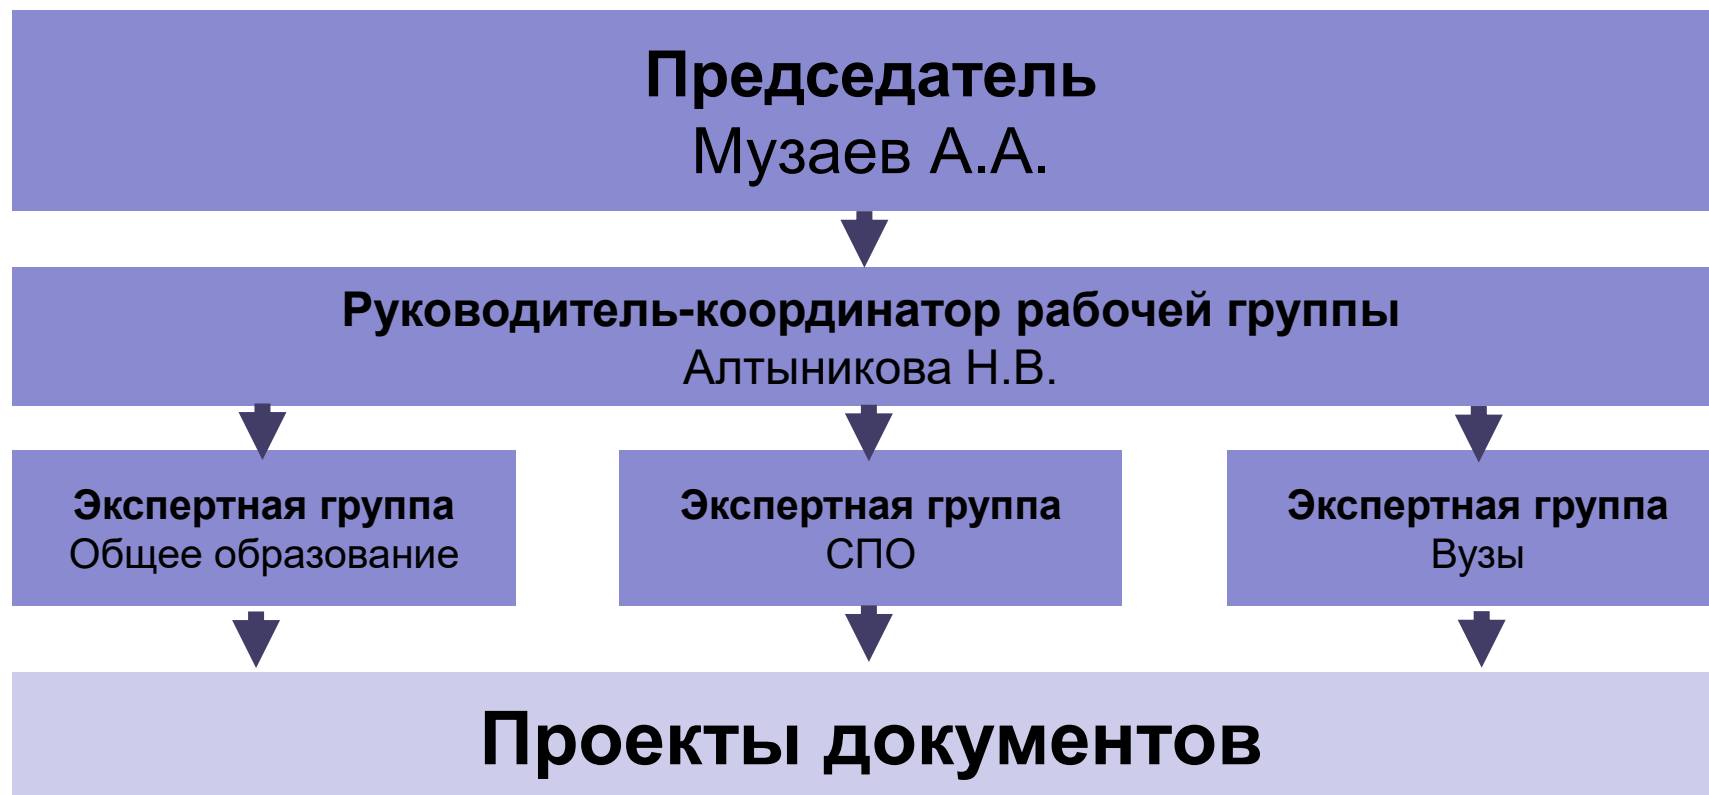 Председатель
Музаев А.А.
Руководитель-координатор рабочей группы
Алтыникова Н.В.
Экспертная группа
Общее образование
Экспертная группа
СПО
Экспертная группа
Вузы
Проекты документов